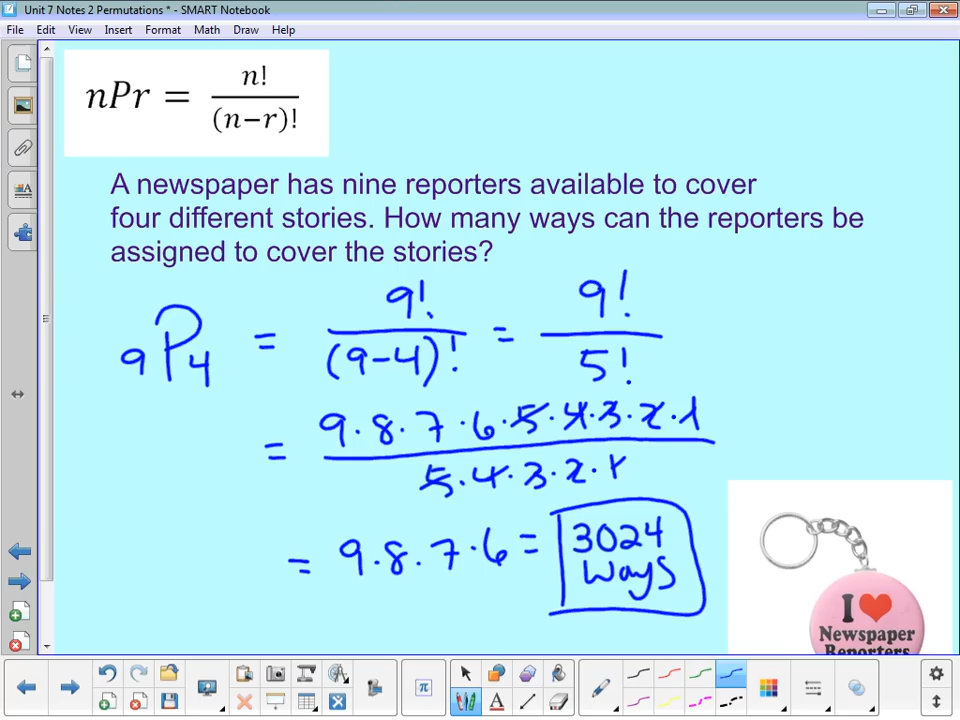 Unit 7 Notes 2 Permutations * - SMART Notebook
File Edit View Insert Format Math Draw Help
nPr = n! / (n−r)!
A newspaper has nine reporters available to cover
four different stories. How many ways can the reporters be
assigned to cover the stories?
9P4 = 9! / (9-4)! = 9! / 5!
= 9·8·7·6·5·4·3·2·1 / 5·4·3·2·1
= 9·8·7·6 = 3024
ways
I ❤
Newspaper
Reporters
π
A